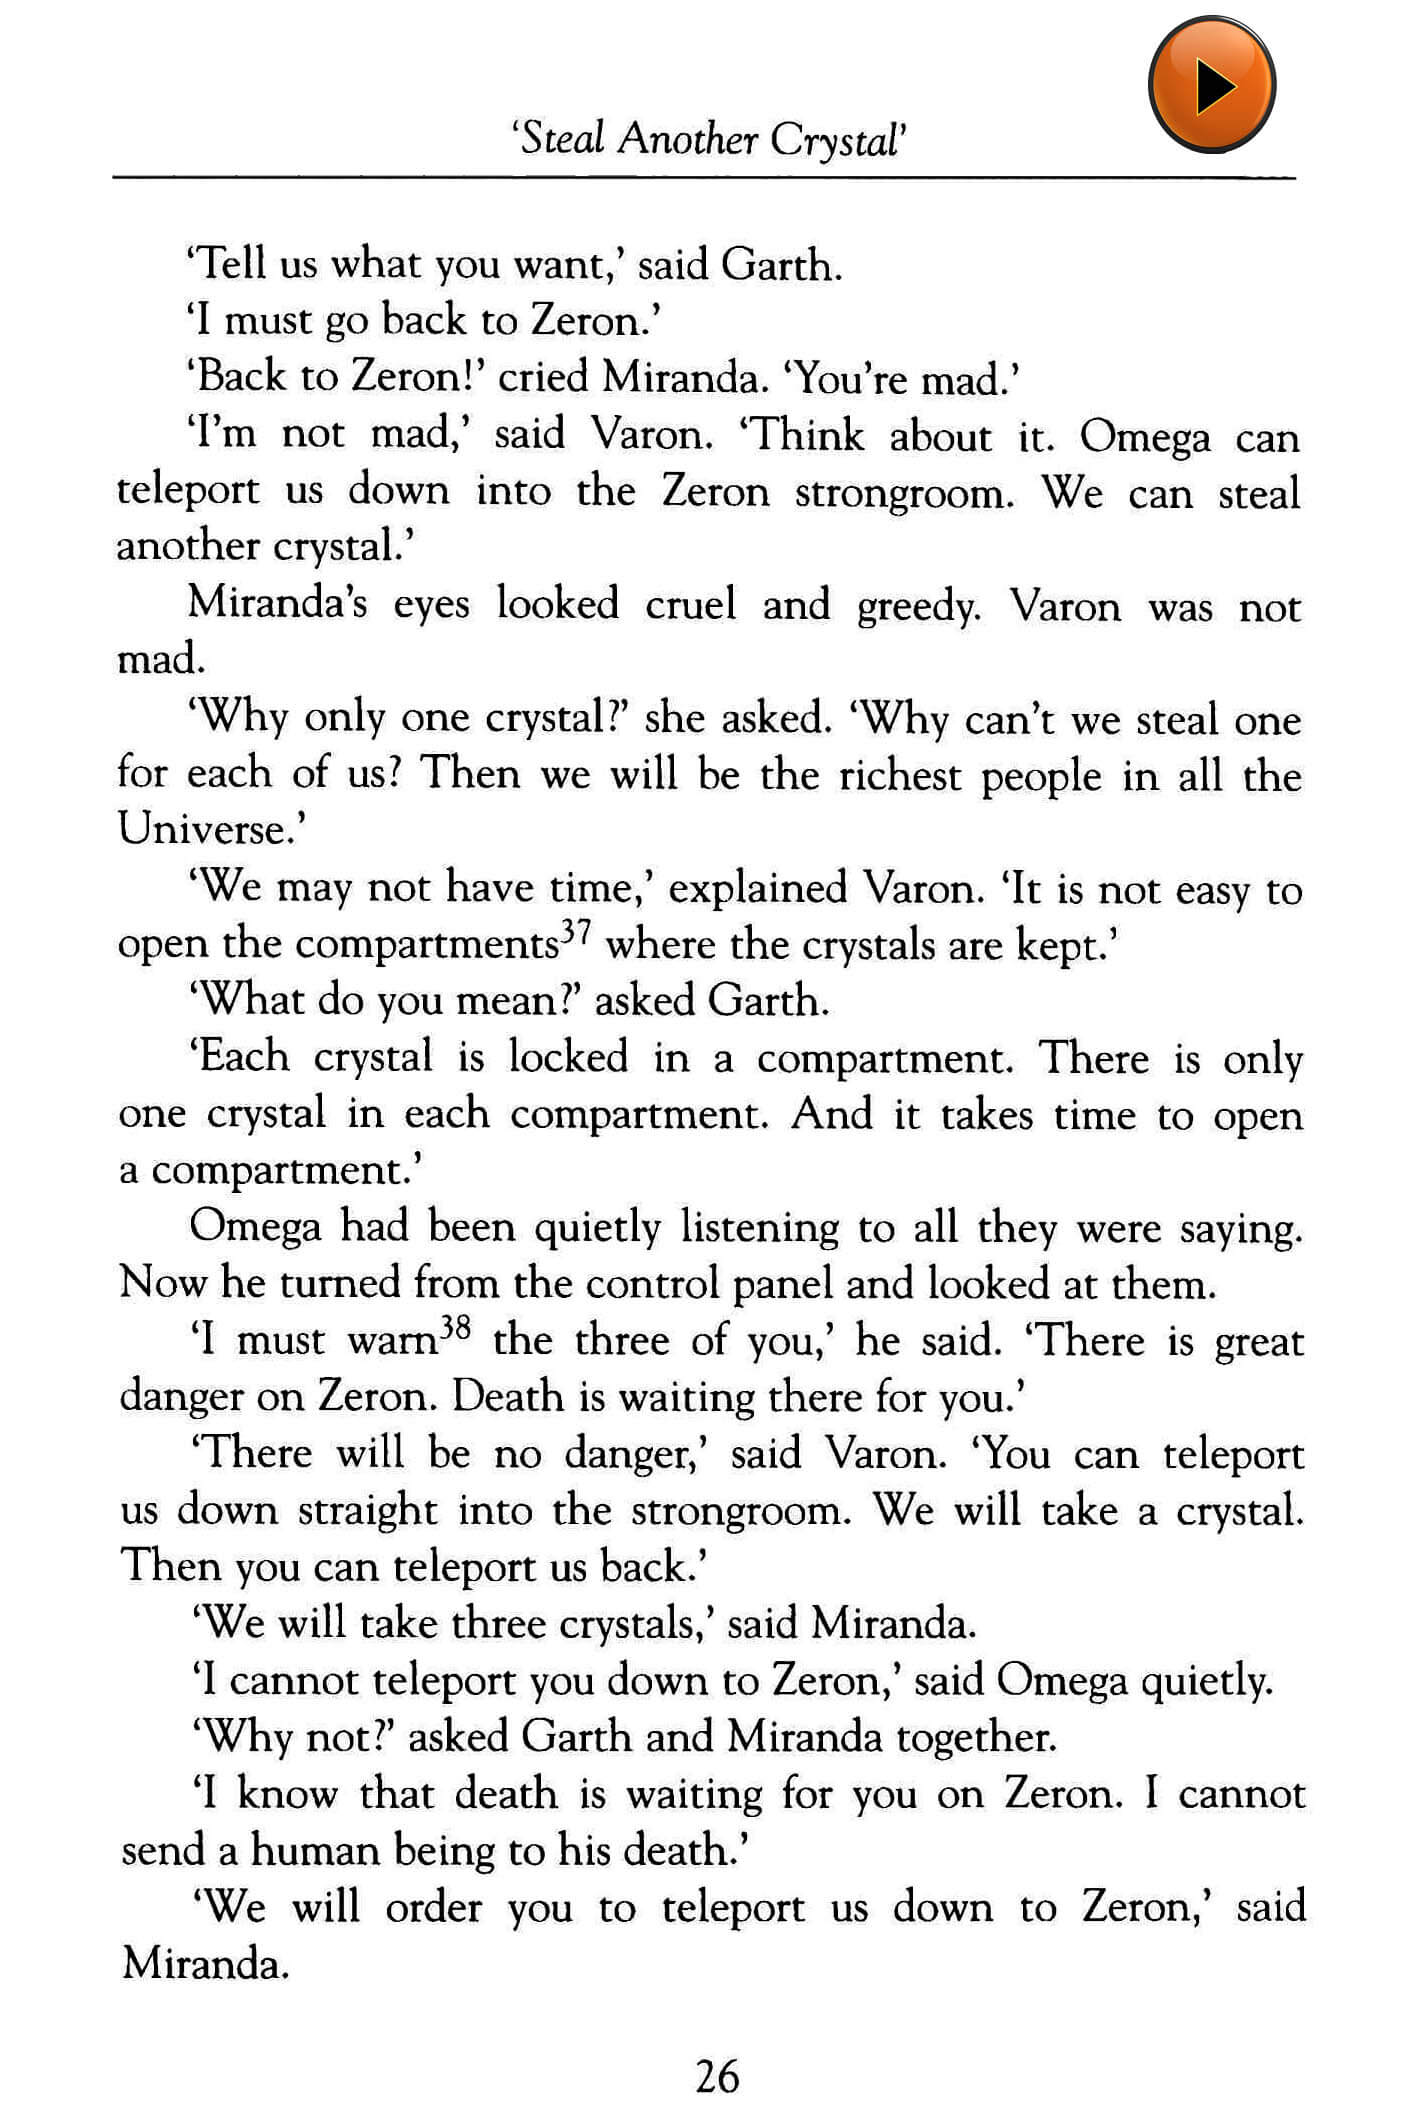 ‘Steal Another Crystal’
‘Tell us what you want,’ said Garth.
‘I must go back to Zeron.’
‘Back to Zeron!’ cried Miranda. ‘You're mad.’
‘I'm not mad,’ said Varon. ‘Think about it. Omega can
teleport us down into the Zeron strongroom. We can steal
another crystal.’
Miranda's eyes looked cruel and greedy. Varon was not
mad.
‘Why only one crystal?’ she asked. ‘Why can't we steal one
for each of us? Then we will be the richest people in all the
Universe.’
‘We may not have time,’ explained Varon. ‘It is not easy to
open the compartments³⁷ where the crystals are kept.’
‘What do you mean?’ asked Garth.
‘Each crystal is locked in a compartment. There is only
one crystal in each compartment. And it takes time to open
a compartment.’
Omega had been quietly listening to all they were saying.
Now he turned from the control panel and looked at them.
‘I must warn³⁸ the three of you,’ he said. ‘There is great
danger on Zeron. Death is waiting there for you.’
‘There will be no danger,’ said Varon. ‘You can teleport
us down straight into the strongroom. We will take a crystal.
Then you can teleport us back.’
‘We will take three crystals,’ said Miranda.
‘I cannot teleport you down to Zeron,’ said Omega quietly.
‘Why not?’ asked Garth and Miranda together.
‘I know that death is waiting for you on Zeron. I cannot
send a human being to his death.’
‘We will order you to teleport us down to Zeron,’ said
Miranda.
26